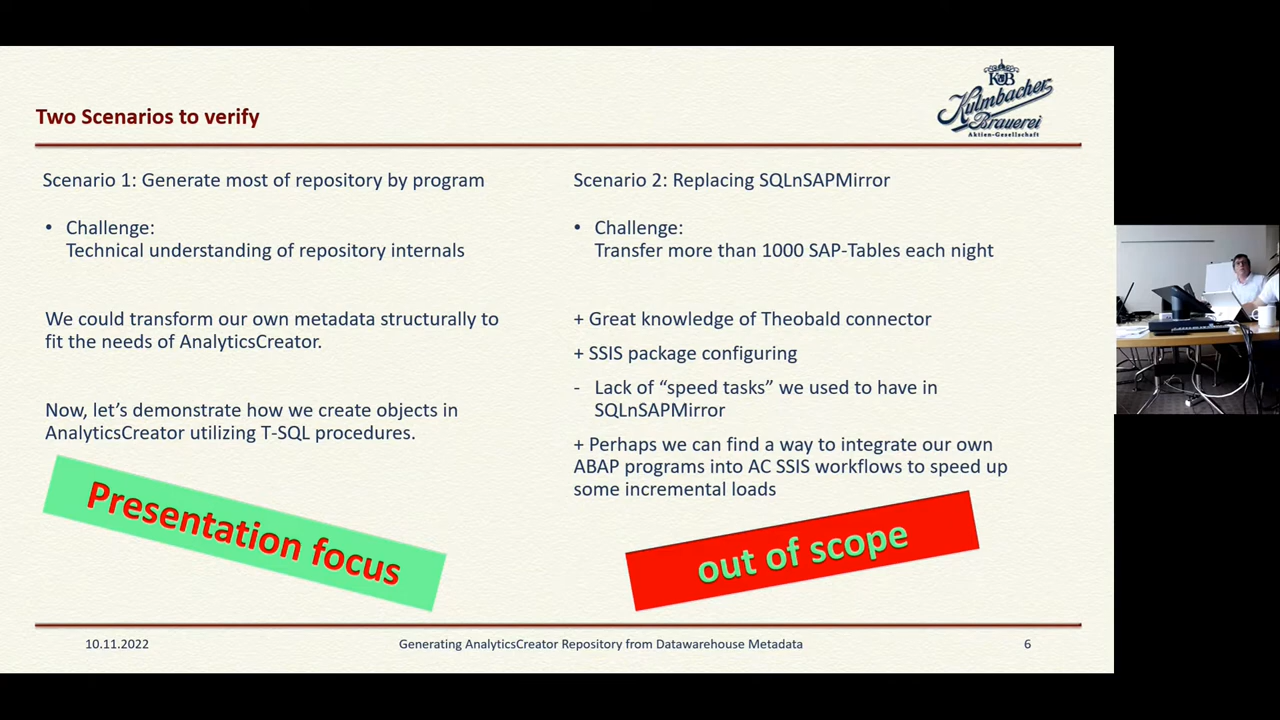 Two Scenarios to verify
KB
Kulmbacher
Brauerei
Aktien-Gesellschaft
Scenario 1: Generate most of repository by program
• Challenge:
Technical understanding of repository internals
We could transform our own metadata structurally to
fit the needs of AnalyticsCreator.
Now, let's demonstrate how we create objects in
AnalyticsCreator utilizing T-SQL procedures.
Presentation focus
Scenario 2: Replacing SQLnSAPMirror
• Challenge:
Transfer more than 1000 SAP-Tables each night
+ Great knowledge of Theobald connector
+ SSIS package configuring
- Lack of “speed tasks” we used to have in
SQLnSAPMirror
+ Perhaps we can find a way to integrate our own
ABAP programs into AC SSIS workflows to speed up
some incremental loads
out of scope
10.11.2022
Generating AnalyticsCreator Repository from Datawarehouse Metadata
6